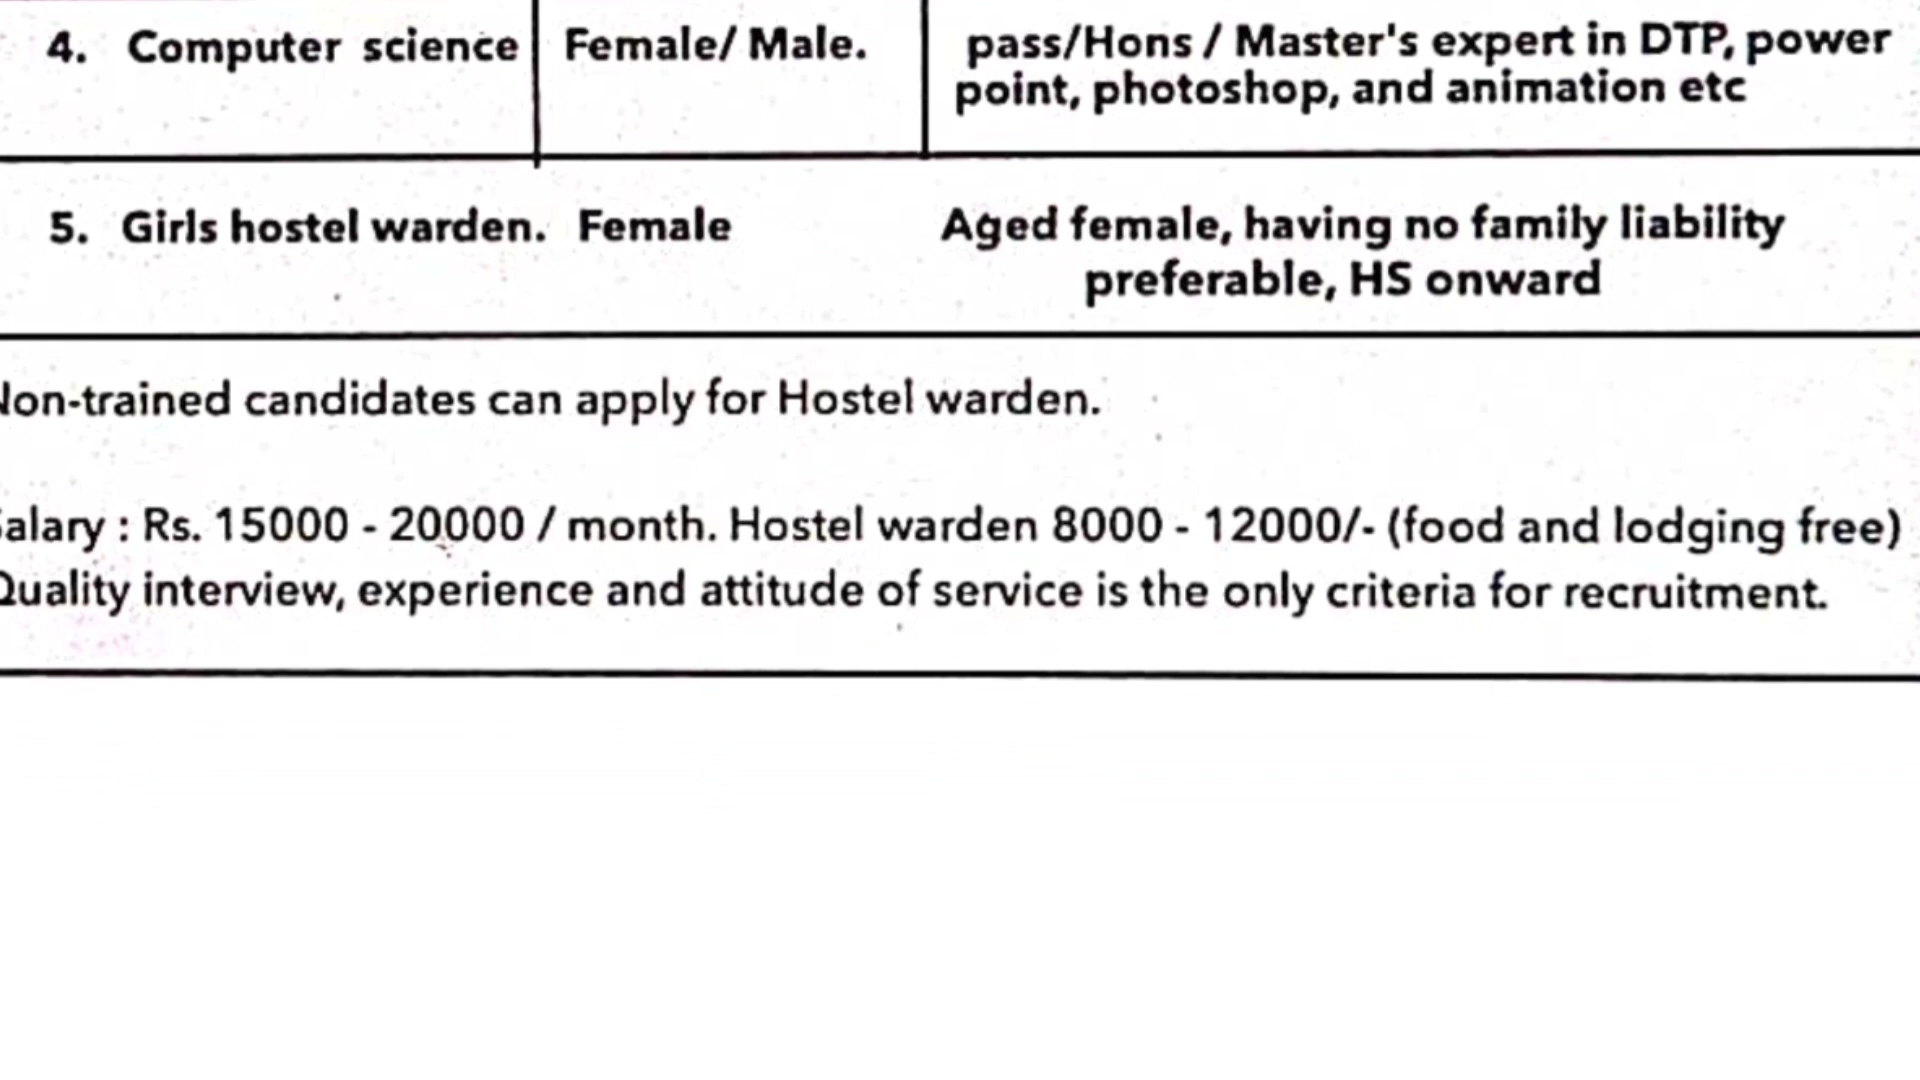 4. Computer science Female/ Male. pass/Hons / Master's expert in DTP, power
point, photoshop, and animation etc
5. Girls hostel warden. Female Aged female, having no family liability
preferable, HS onward
Non-trained candidates can apply for Hostel warden.
Salary : Rs. 15000 - 20000 / month. Hostel warden 8000 - 12000/- (food and lodging free)
Quality interview, experience and attitude of service is the only criteria for recruitment.